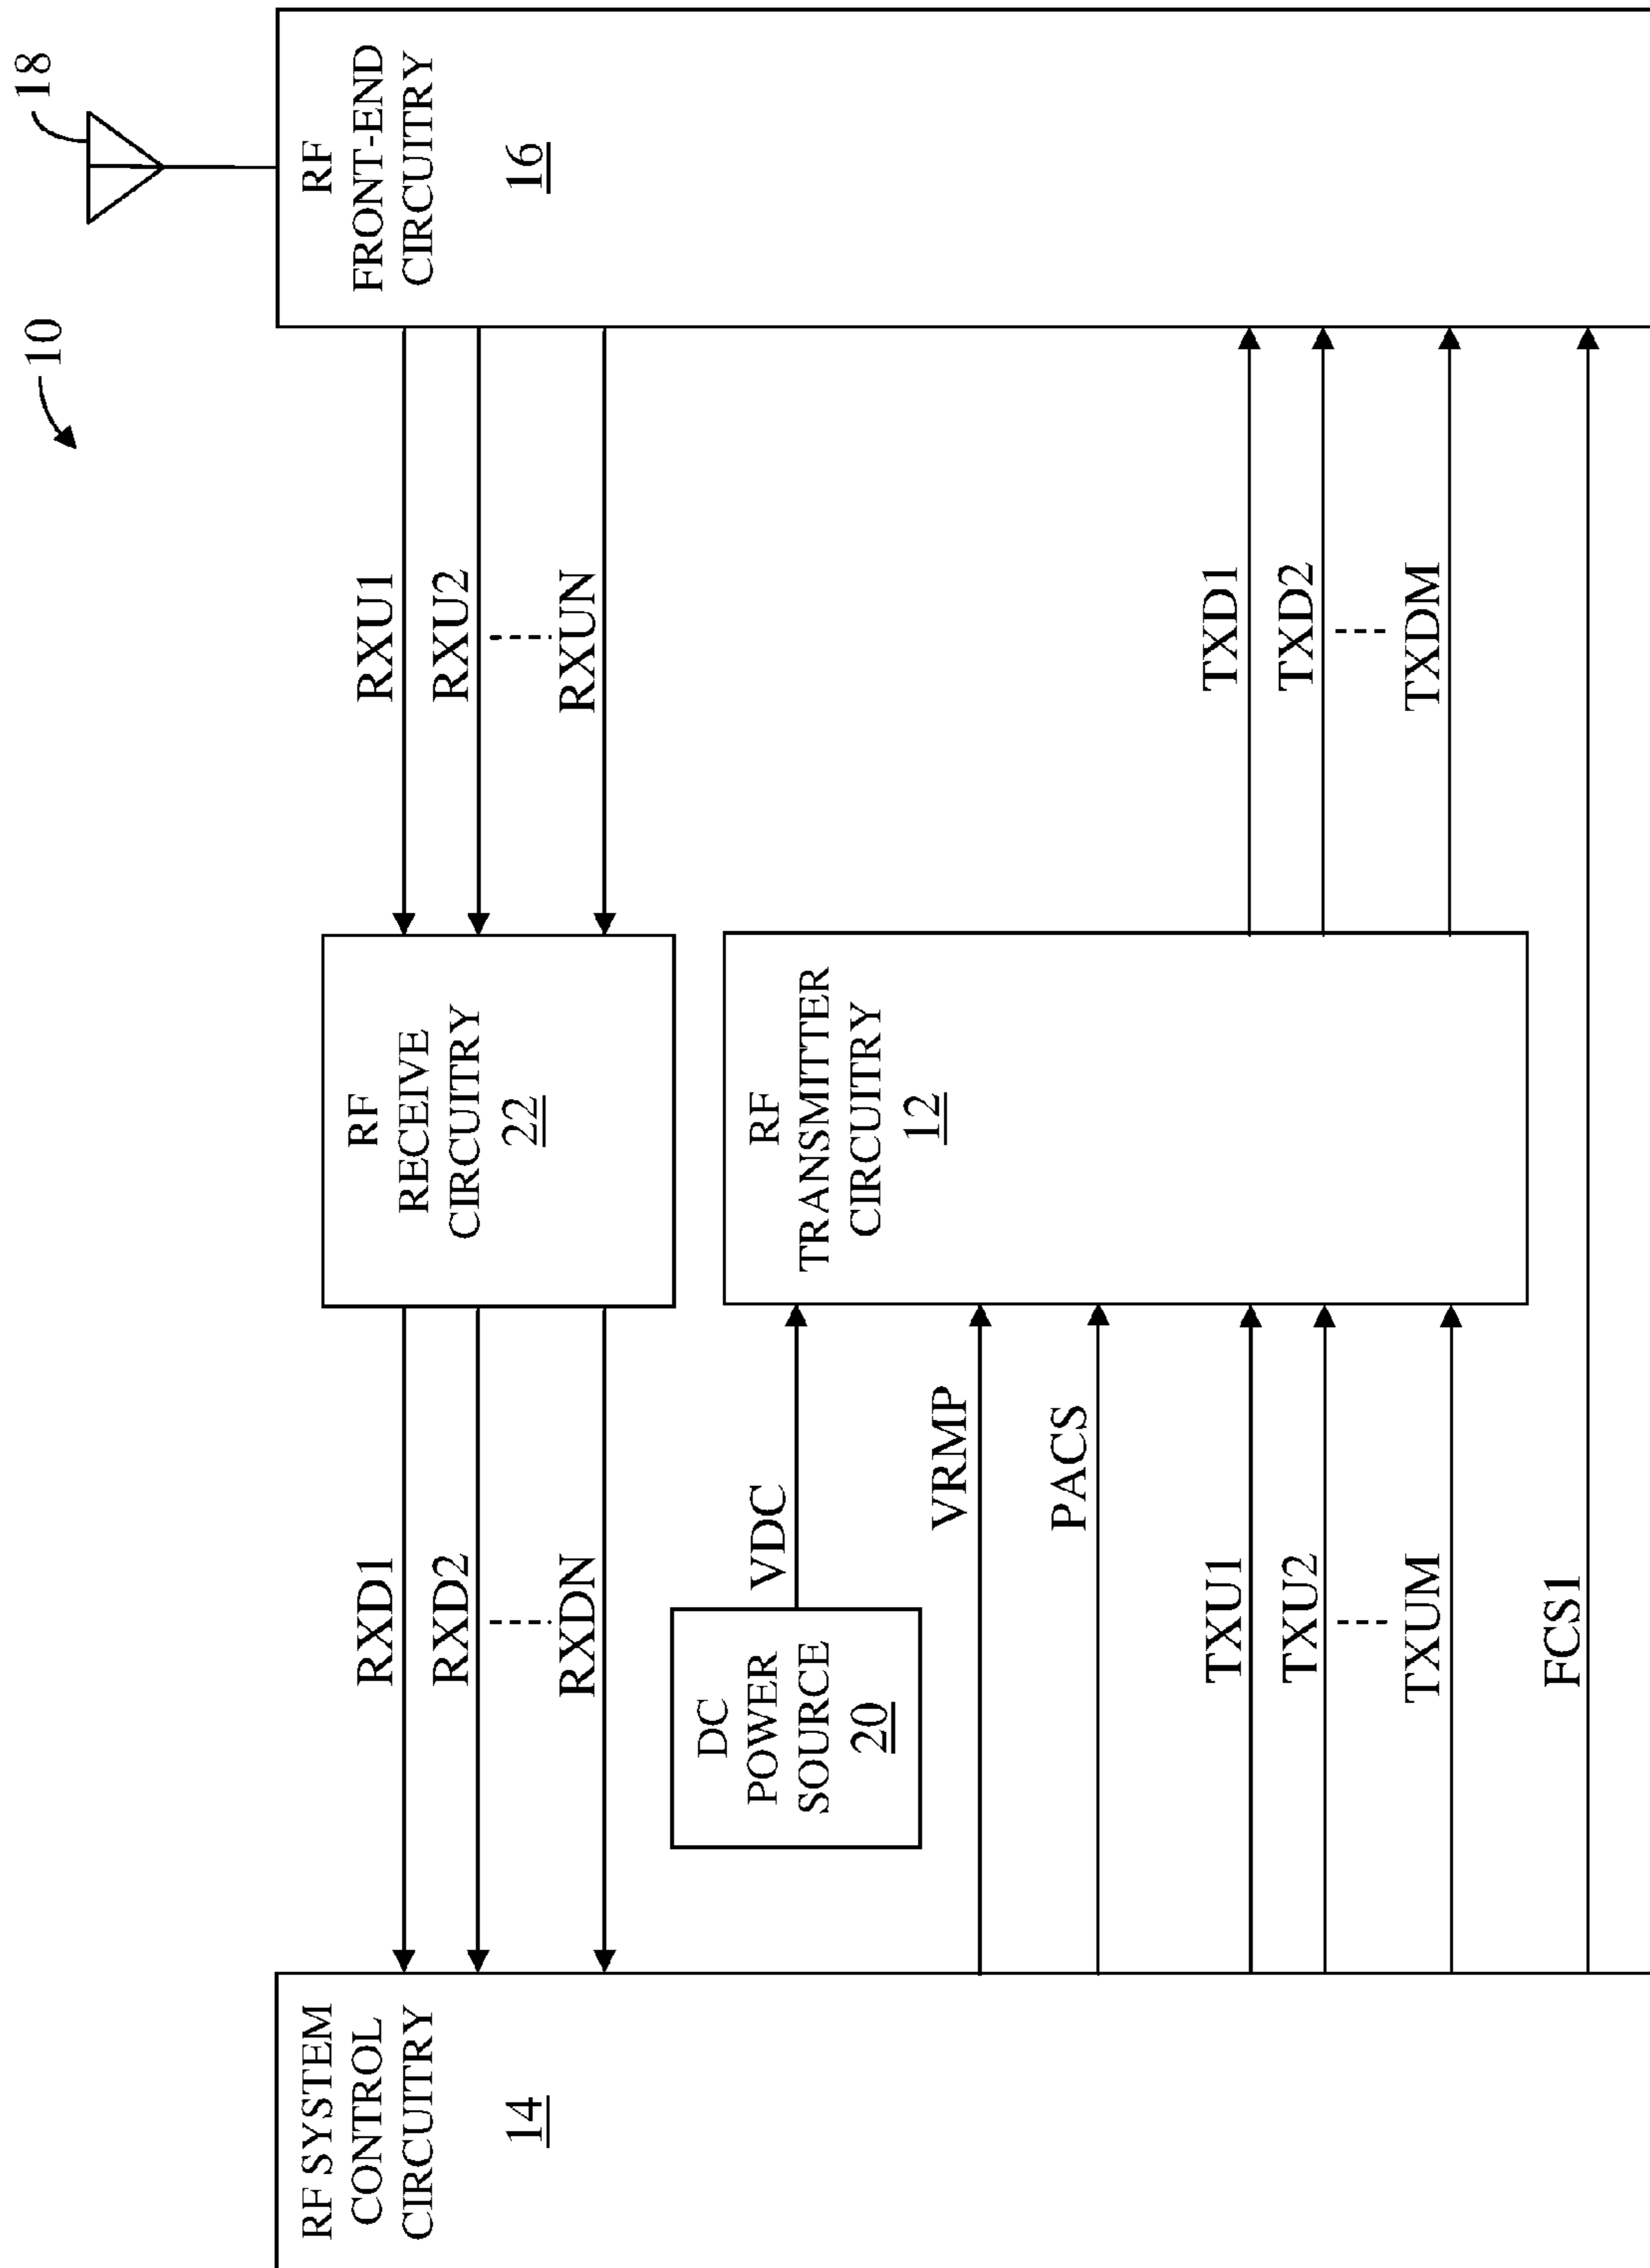 10
18
RF SYSTEM
CONTROL
CIRCUITRY
14
RXD1
RXD2
RXDN
RF
RECEIVE
CIRCUITRY
22
RXU1
RXU2
RXUN
RF
FRONT-END
CIRCUITRY
16
DC
POWER
SOURCE
20
VDC
VRMP
PACS
TXU1
TXU2
TXUM
FCS1
RF
TRANSMITTER
CIRCUITRY
12
TXD1
TXD2
TXDM